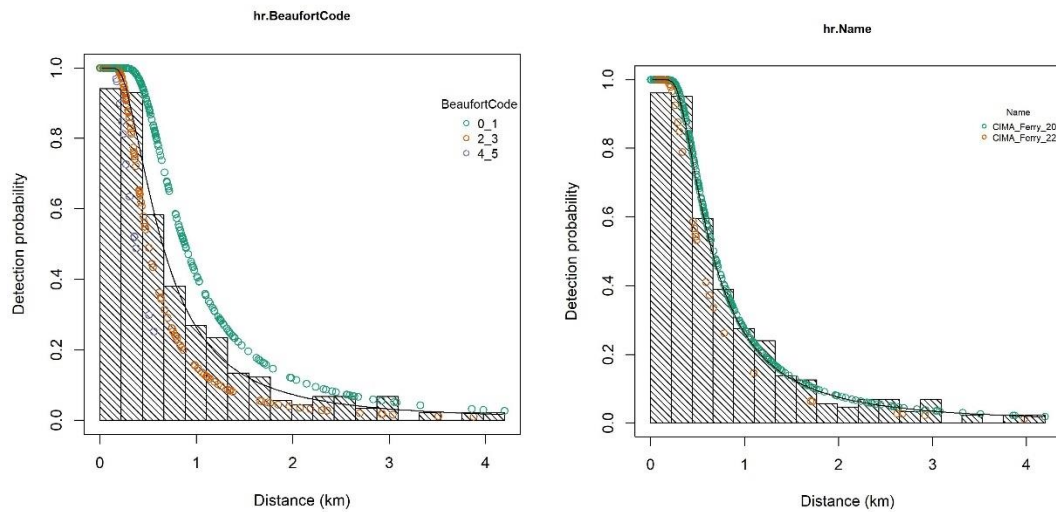 hr.BeaufortCode
Detection probability
1.0
0.8
0.6
0.4
0.2
0.0
BeaufortCode
0_1
2_3
4_5
0 1 2 3 4
Distance (km)
hr.Name
Detection probability
1.0
0.8
0.6
0.4
0.2
0.0
Name
CIMA_Ferry_20
CIMA_Ferry_22
0 1 2 3 4
Distance (km)